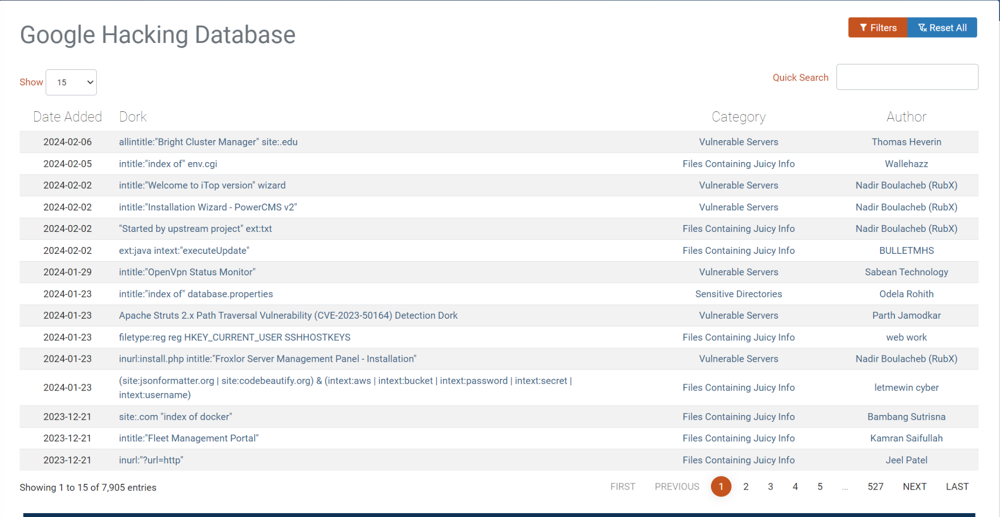 Google Hacking Database
Filters Reset All
Show 15
Quick Search
Date Added Dork Category Author
2024-02-06 allintitle:"Bright Cluster Manager" site:.edu Vulnerable Servers Thomas Heverin
2024-02-05 intitle:"index of" env.cgi Files Containing Juicy Info Wallehazz
2024-02-02 intitle:"Welcome to iTop version" wizard Vulnerable Servers Nadir Boulacheb (RubX)
2024-02-02 intitle:"Installation Wizard - PowerCMS v2" Vulnerable Servers Nadir Boulacheb (RubX)
2024-02-02 "Started by upstream project" ext:txt Files Containing Juicy Info Nadir Boulacheb (RubX)
2024-02-02 ext:java intext:"executeUpdate" Files Containing Juicy Info BULLETMHS
2024-01-29 intitle:"OpenVpn Status Monitor" Vulnerable Servers Sabean Technology
2024-01-23 intitle:"index of" database.properties Sensitive Directories Odela Rohith
2024-01-23 Apache Struts 2.x Path Traversal Vulnerability (CVE-2023-50164) Detection Dork Vulnerable Servers Parth Jamodkar
2024-01-23 filetype:reg reg HKEY_CURRENT_USER SSHHOSTKEYS Files Containing Juicy Info web work
2024-01-23 inurl:install.php intitle:"Froxlor Server Management Panel - Installation" Vulnerable Servers Nadir Boulacheb (RubX)
2024-01-23 (site:jsonformatter.org | site:codebeautify.org) & (intext:aws | intext:bucket | intext:password | intext:secret |
intext:username) Files Containing Juicy Info letmewin cyber
2023-12-21 site:.com "index of docker" Files Containing Juicy Info Bambang Sutrisna
2023-12-21 intitle:"Fleet Management Portal" Files Containing Juicy Info Kamran Saifullah
2023-12-21 inurl:"?url=http" Files Containing Juicy Info Jeel Patel
Showing 1 to 15 of 7,905 entries FIRST PREVIOUS 1 2 3 4 5 … 527 NEXT LAST